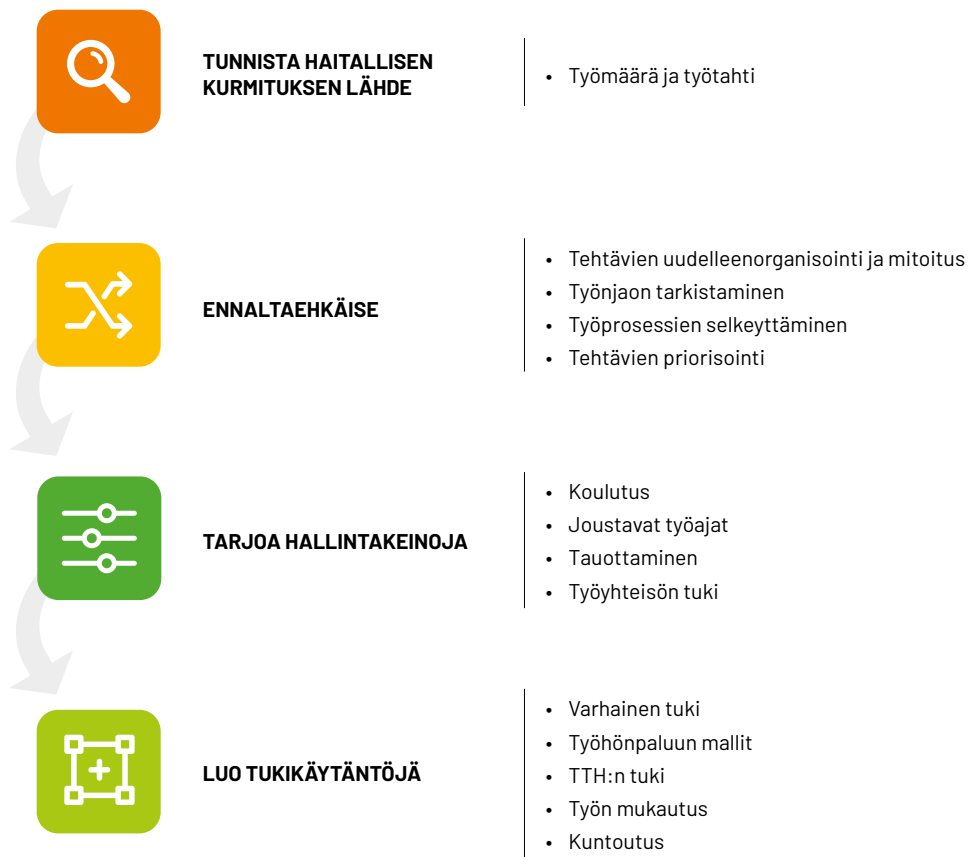 TUNNISTA HAITALLISEN
KURMITUKSEN LÄHDE
• Työmäärä ja työtahti
ENNALTAEHKÄISE
• Tehtävien uudelleenorganisointi ja mitoitus
• Työnjaon tarkistaminen
• Työprosessien selkeyttäminen
• Tehtävien priorisointi
TARJOA HALLINTAKEINOJA
• Koulutus
• Joustavat työajat
• Tauottaminen
• Työyhteisön tuki
LUO TUKIKÄYTÄNTÖJÄ
• Varhainen tuki
• Työhönpaluun mallit
• TTH:n tuki
• Työn mukautus
• Kuntoutus